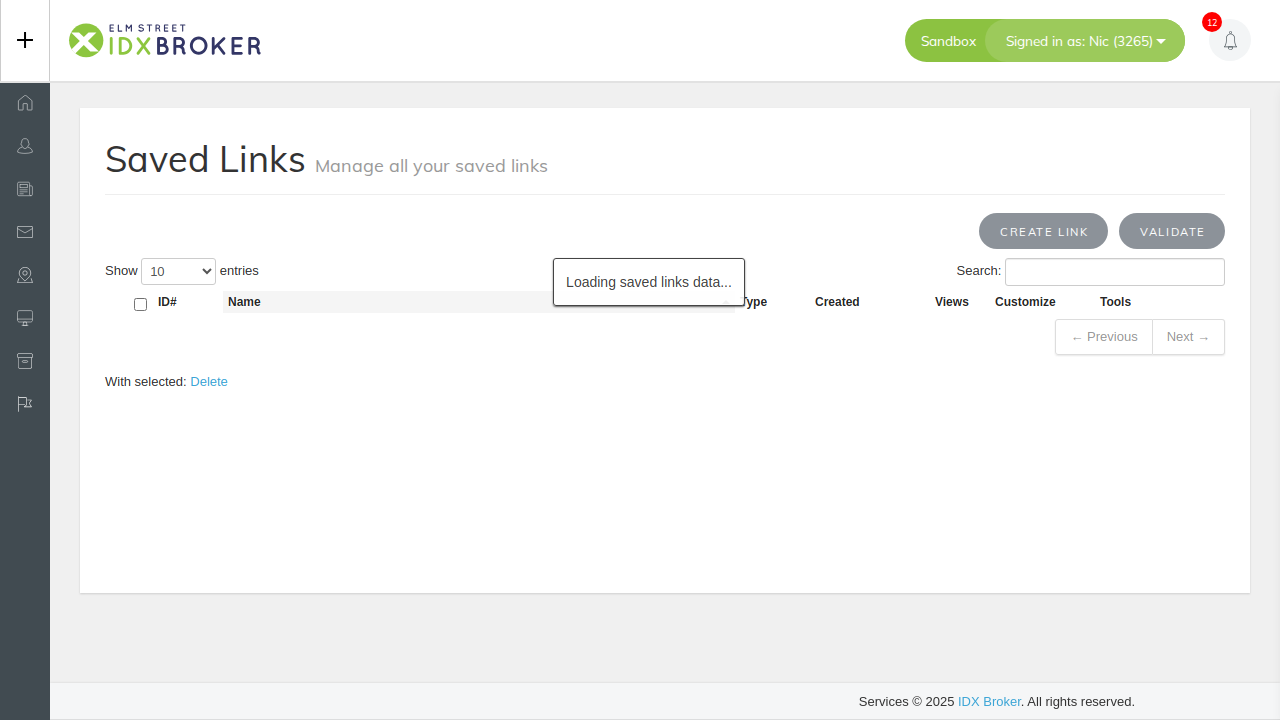 ELM STREET
IDXBROKER
Sandbox
Signed in as: Nic (3265)
12
Saved Links Manage all your saved links
CREATE LINK
VALIDATE
Show 10 entries
Loading saved links data...
Search:
ID# Name Type Created Views Customize Tools
← Previous Next →
With selected: Delete
Services © 2025 IDX Broker. All rights reserved.